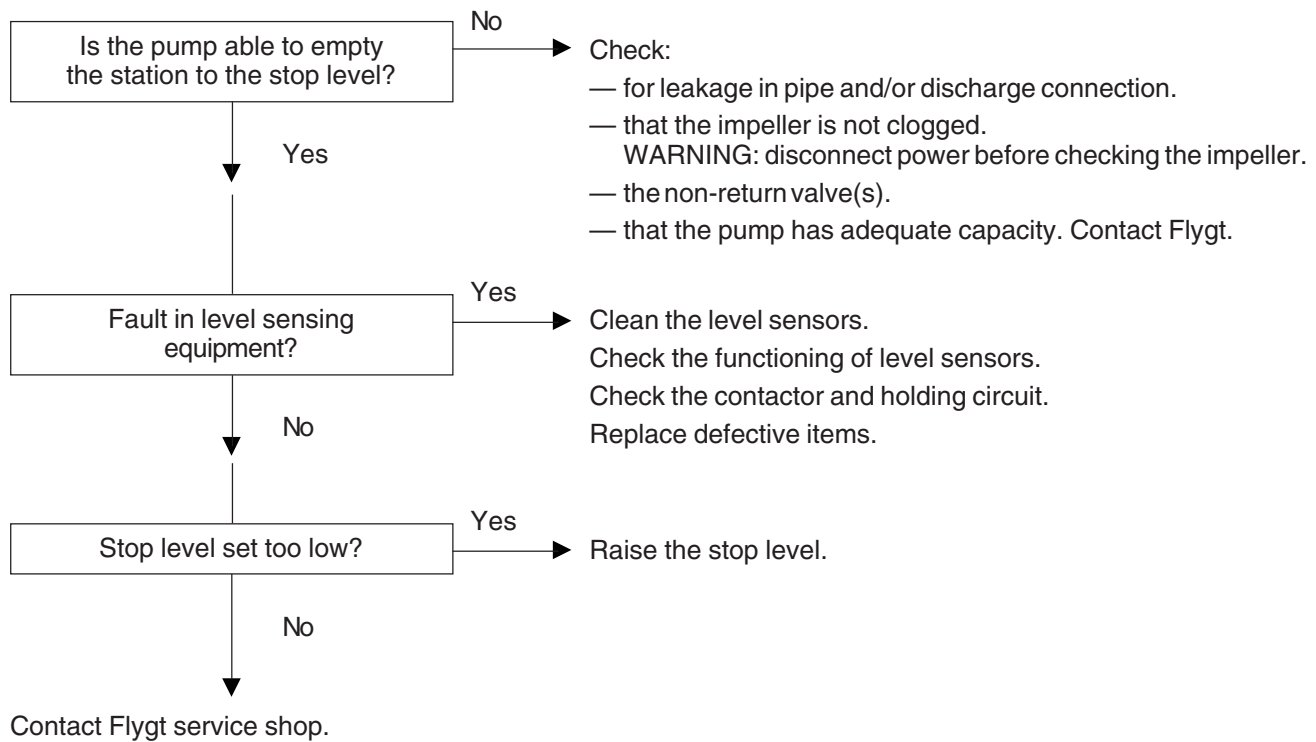 Is the pump able to empty
the station to the stop level?
No
Check:
— for leakage in pipe and/or discharge connection.
— that the impeller is not clogged.
WARNING: disconnect power before checking the impeller.
— the non-return valve(s).
— that the pump has adequate capacity. Contact Flygt.
Yes
Fault in level sensing
equipment?
Yes
Clean the level sensors.
Check the functioning of level sensors.
Check the contactor and holding circuit.
Replace defective items.
No
Stop level set too low?
Yes
Raise the stop level.
No
Contact Flygt service shop.